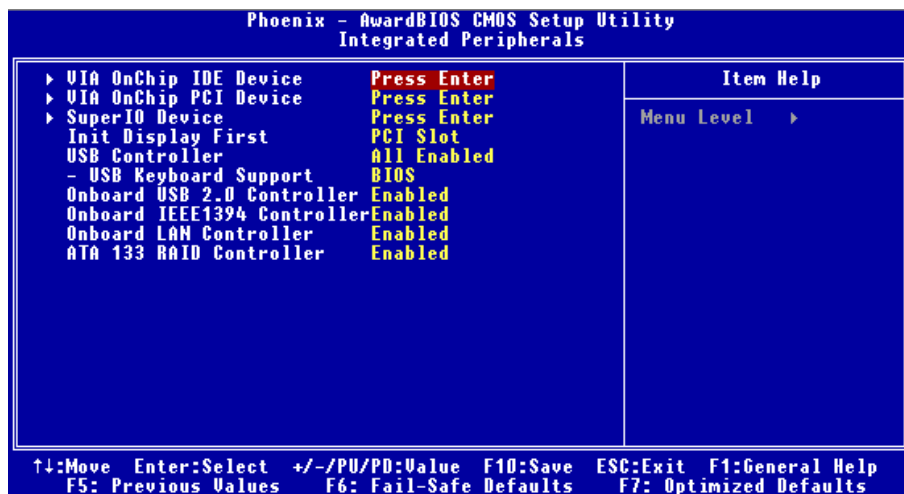 Phoenix - AwardBIOS CMOS Setup Utility
Integrated Peripherals
▸ VIA OnChip IDE Device Press Enter
▸ VIA OnChip PCI Device Press Enter
▸ SuperIO Device Press Enter
Init Display First PCI Slot
USB Controller All Enabled
- USB Keyboard Support BIOS
Onboard USB 2.0 Controller Enabled
Onboard IEEE1394 ControllerEnabled
Onboard LAN Controller Enabled
ATA 133 RAID Controller Enabled
Item Help
Menu Level ▸
↑↓:Move Enter:Select +/-/PU/PD:Value F10:Save ESC:Exit F1:General Help
F5: Previous Values F6: Fail-Safe Defaults F7: Optimized Defaults